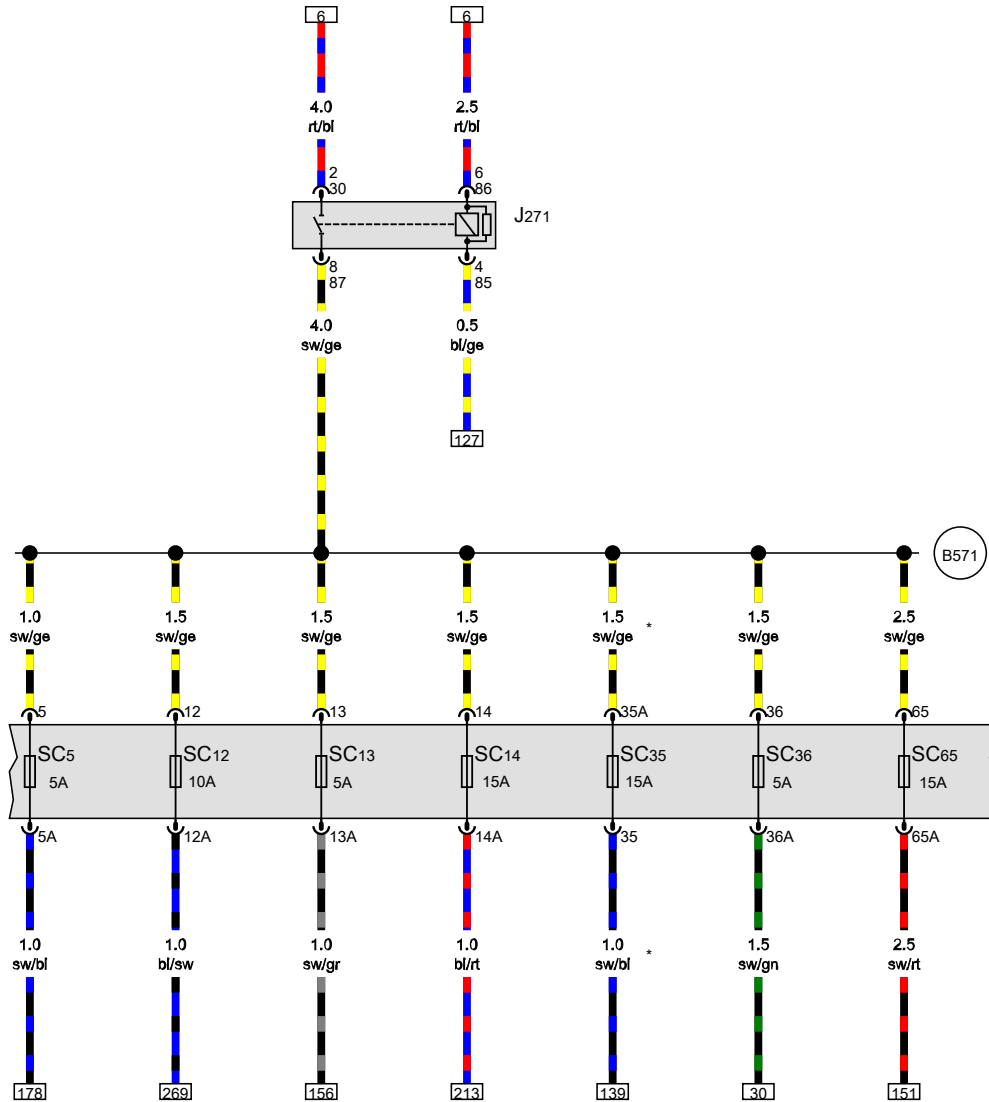 6 6
4.0 2.5
rt/bl rt/bl
2 6
30 86
J271
8 4
87 85
4.0 0.5
sw/ge bl/ge
127
B571
1.0 1.5 1.5 1.5 1.5 1.5 2.5
sw/ge sw/ge sw/ge sw/ge sw/ge * sw/ge sw/ge
5 12 13 14 35A 36 65
SC5 SC12 SC13 SC14 SC35 SC36 SC65
5A 10A 5A 15A 15A 5A 15A
5A 12A 13A 14A 35 36A 65A
1.0 1.0 1.0 1.0 1.0 1.5 2.5
sw/bl bl/sw sw/gr bl/rt sw/bl * sw/gn sw/rt
178 269 156 213 139 30 151